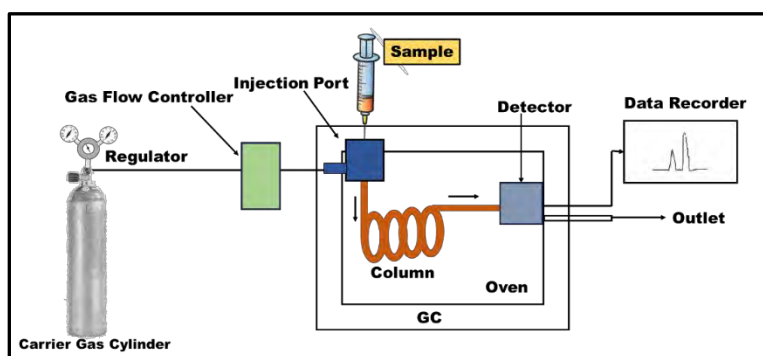 Sample
Injection Port
Gas Flow Controller
Detector
Data Recorder
Regulator
Outlet
Column
Oven
GC
Carrier Gas Cylinder